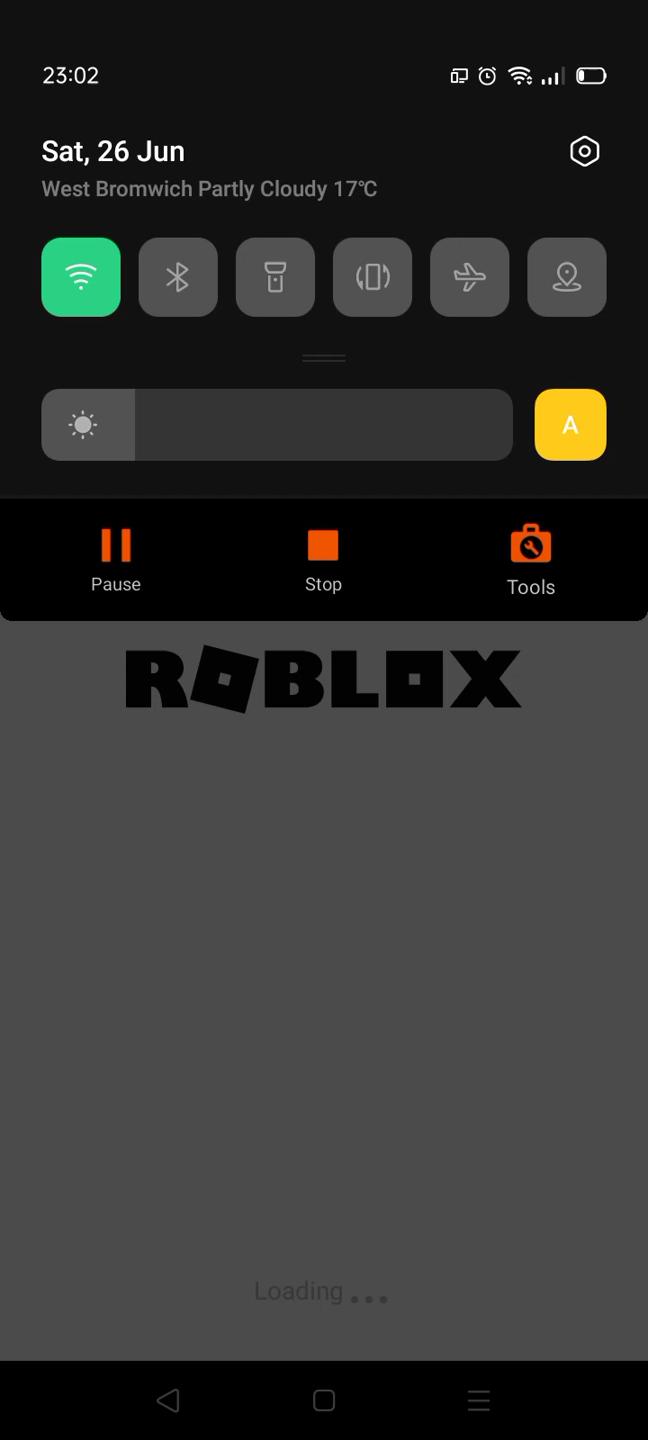 23:02
Sat, 26 Jun
West Bromwich Partly Cloudy 17℃
A
Pause
Stop
Tools
ROBLOX
Loading...